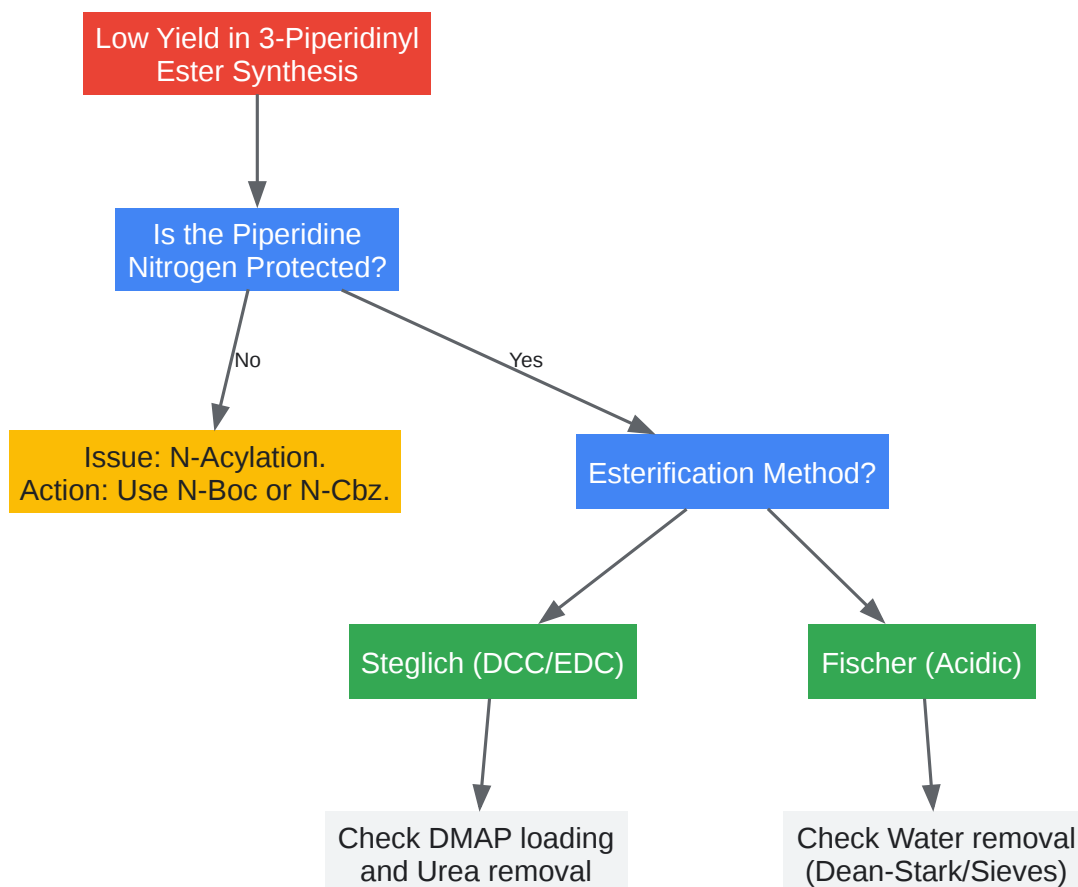 Low Yield in 3-Piperidinyl
Ester Synthesis
Is the Piperidine
Nitrogen Protected?
No
Yes
Issue: N-Acylation.
Action: Use N-Boc or N-Cbz.
Esterification Method?
Steglich (DCC/EDC)
Fischer (Acidic)
Check DMAP loading
and Urea removal
Check Water removal
(Dean-Stark/Sieves)